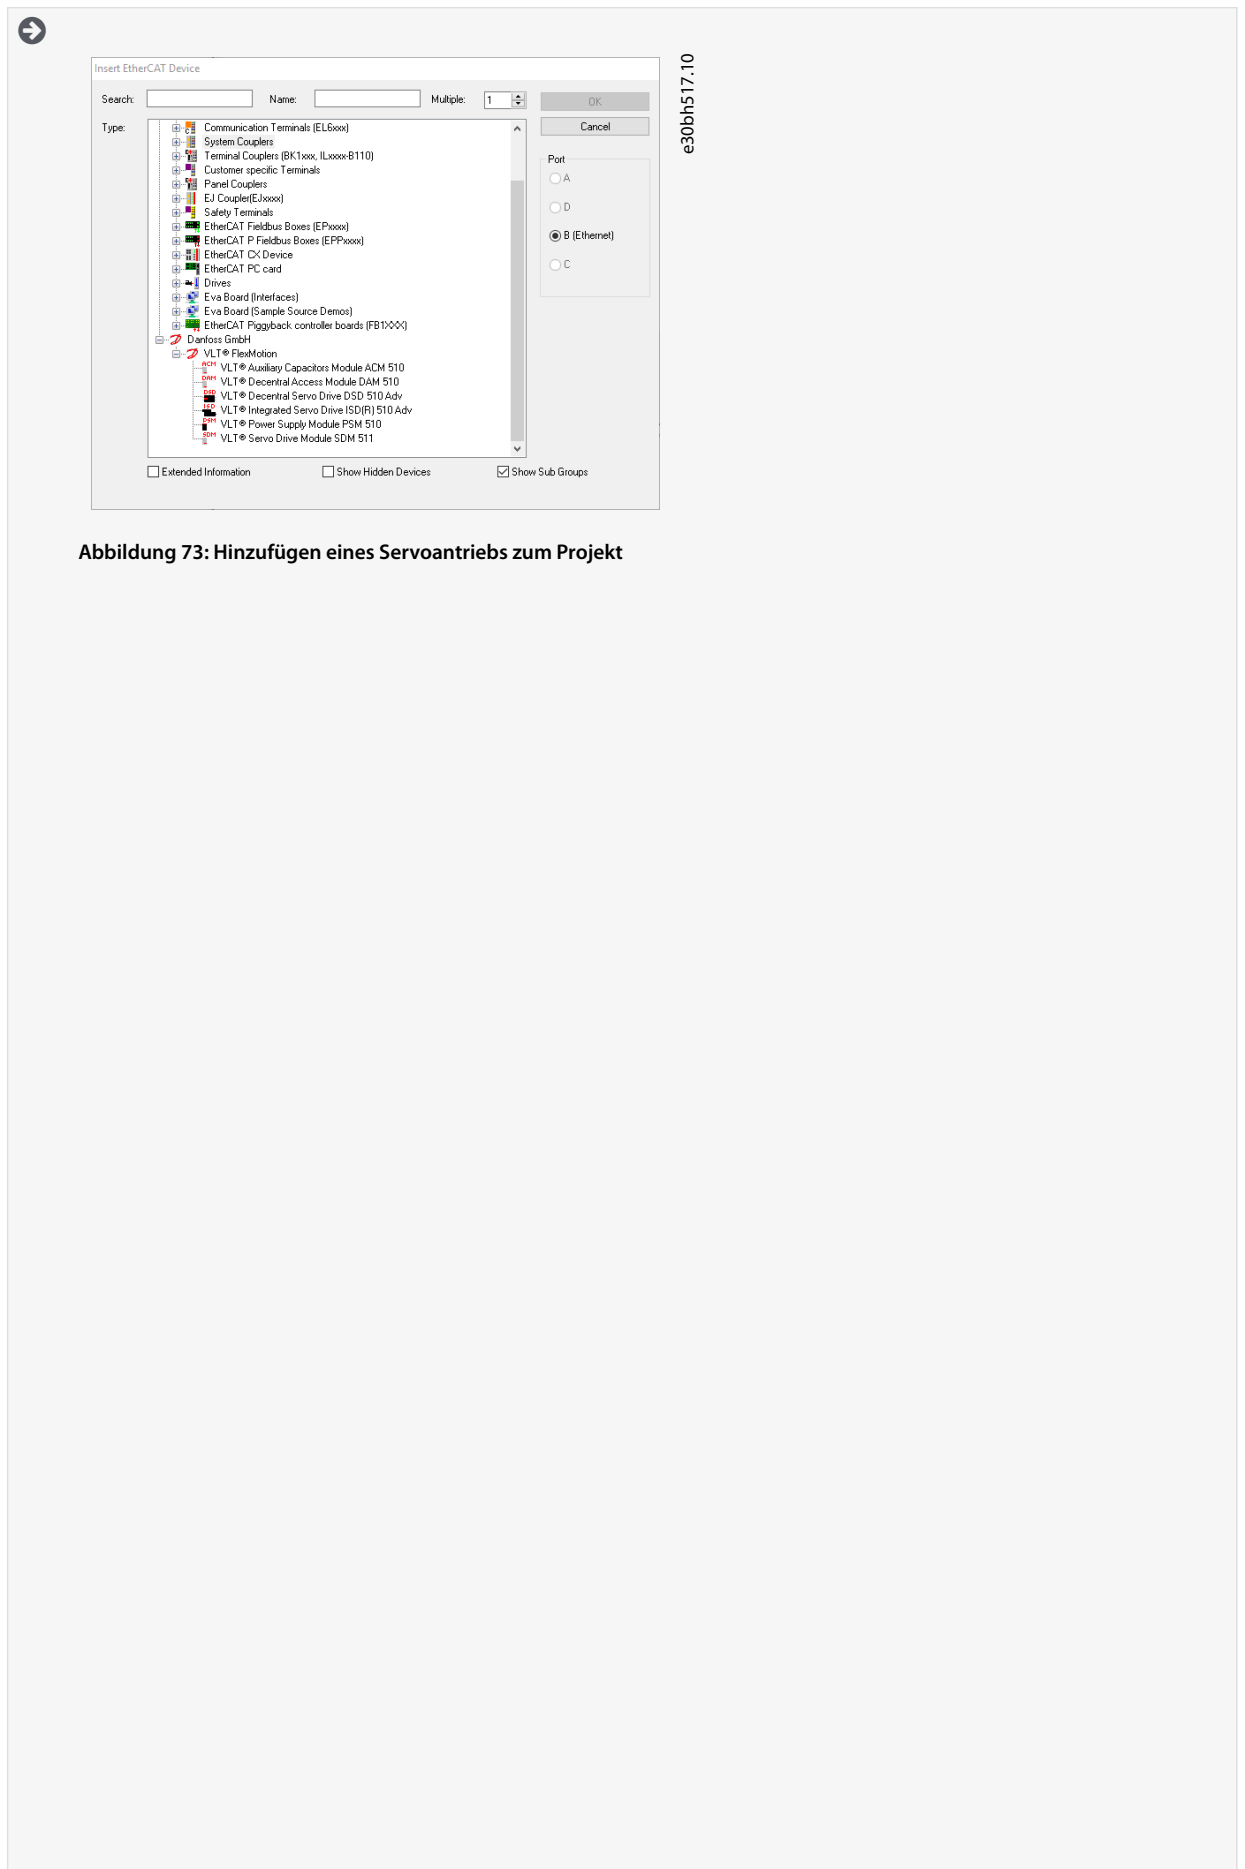 Insert EtherCAT Device
Search: Name: Multiple: 1 OK
Type: Cancel
Communication Terminals (EL6xxx)
System Couplers
Terminal Couplers (BK1xxx, ILxxxx-B110)
Customer specific Terminals
Panel Couplers
EJ Coupler(EJxxxx)
Safety Terminals
EtherCAT Fieldbus Boxes (EPxxxx)
EtherCAT P Fieldbus Boxes (EPPxxxx)
EtherCAT CX Device
EtherCAT PC card
Drives
Eva Board (Interfaces)
Eva Board (Sample Source Demos)
EtherCAT Piggyback controller boards (FB1XXX)
Danfoss GmbH
VLT® FlexMotion
ACM VLT® Auxiliary Capacitors Module ACM 510
DAM VLT® Decentral Access Module DAM 510
DSD VLT® Decentral Servo Drive DSD 510 Adv
ISD VLT® Integrated Servo Drive ISD(R) 510 Adv
PSM VLT® Power Supply Module PSM 510
SDM VLT® Servo Drive Module SDM 511
Port
A
D
B (Ethernet)
C
Extended Information Show Hidden Devices Show Sub Groups
e30bh517.10
Abbildung 73: Hinzufügen eines Servoantriebs zum Projekt